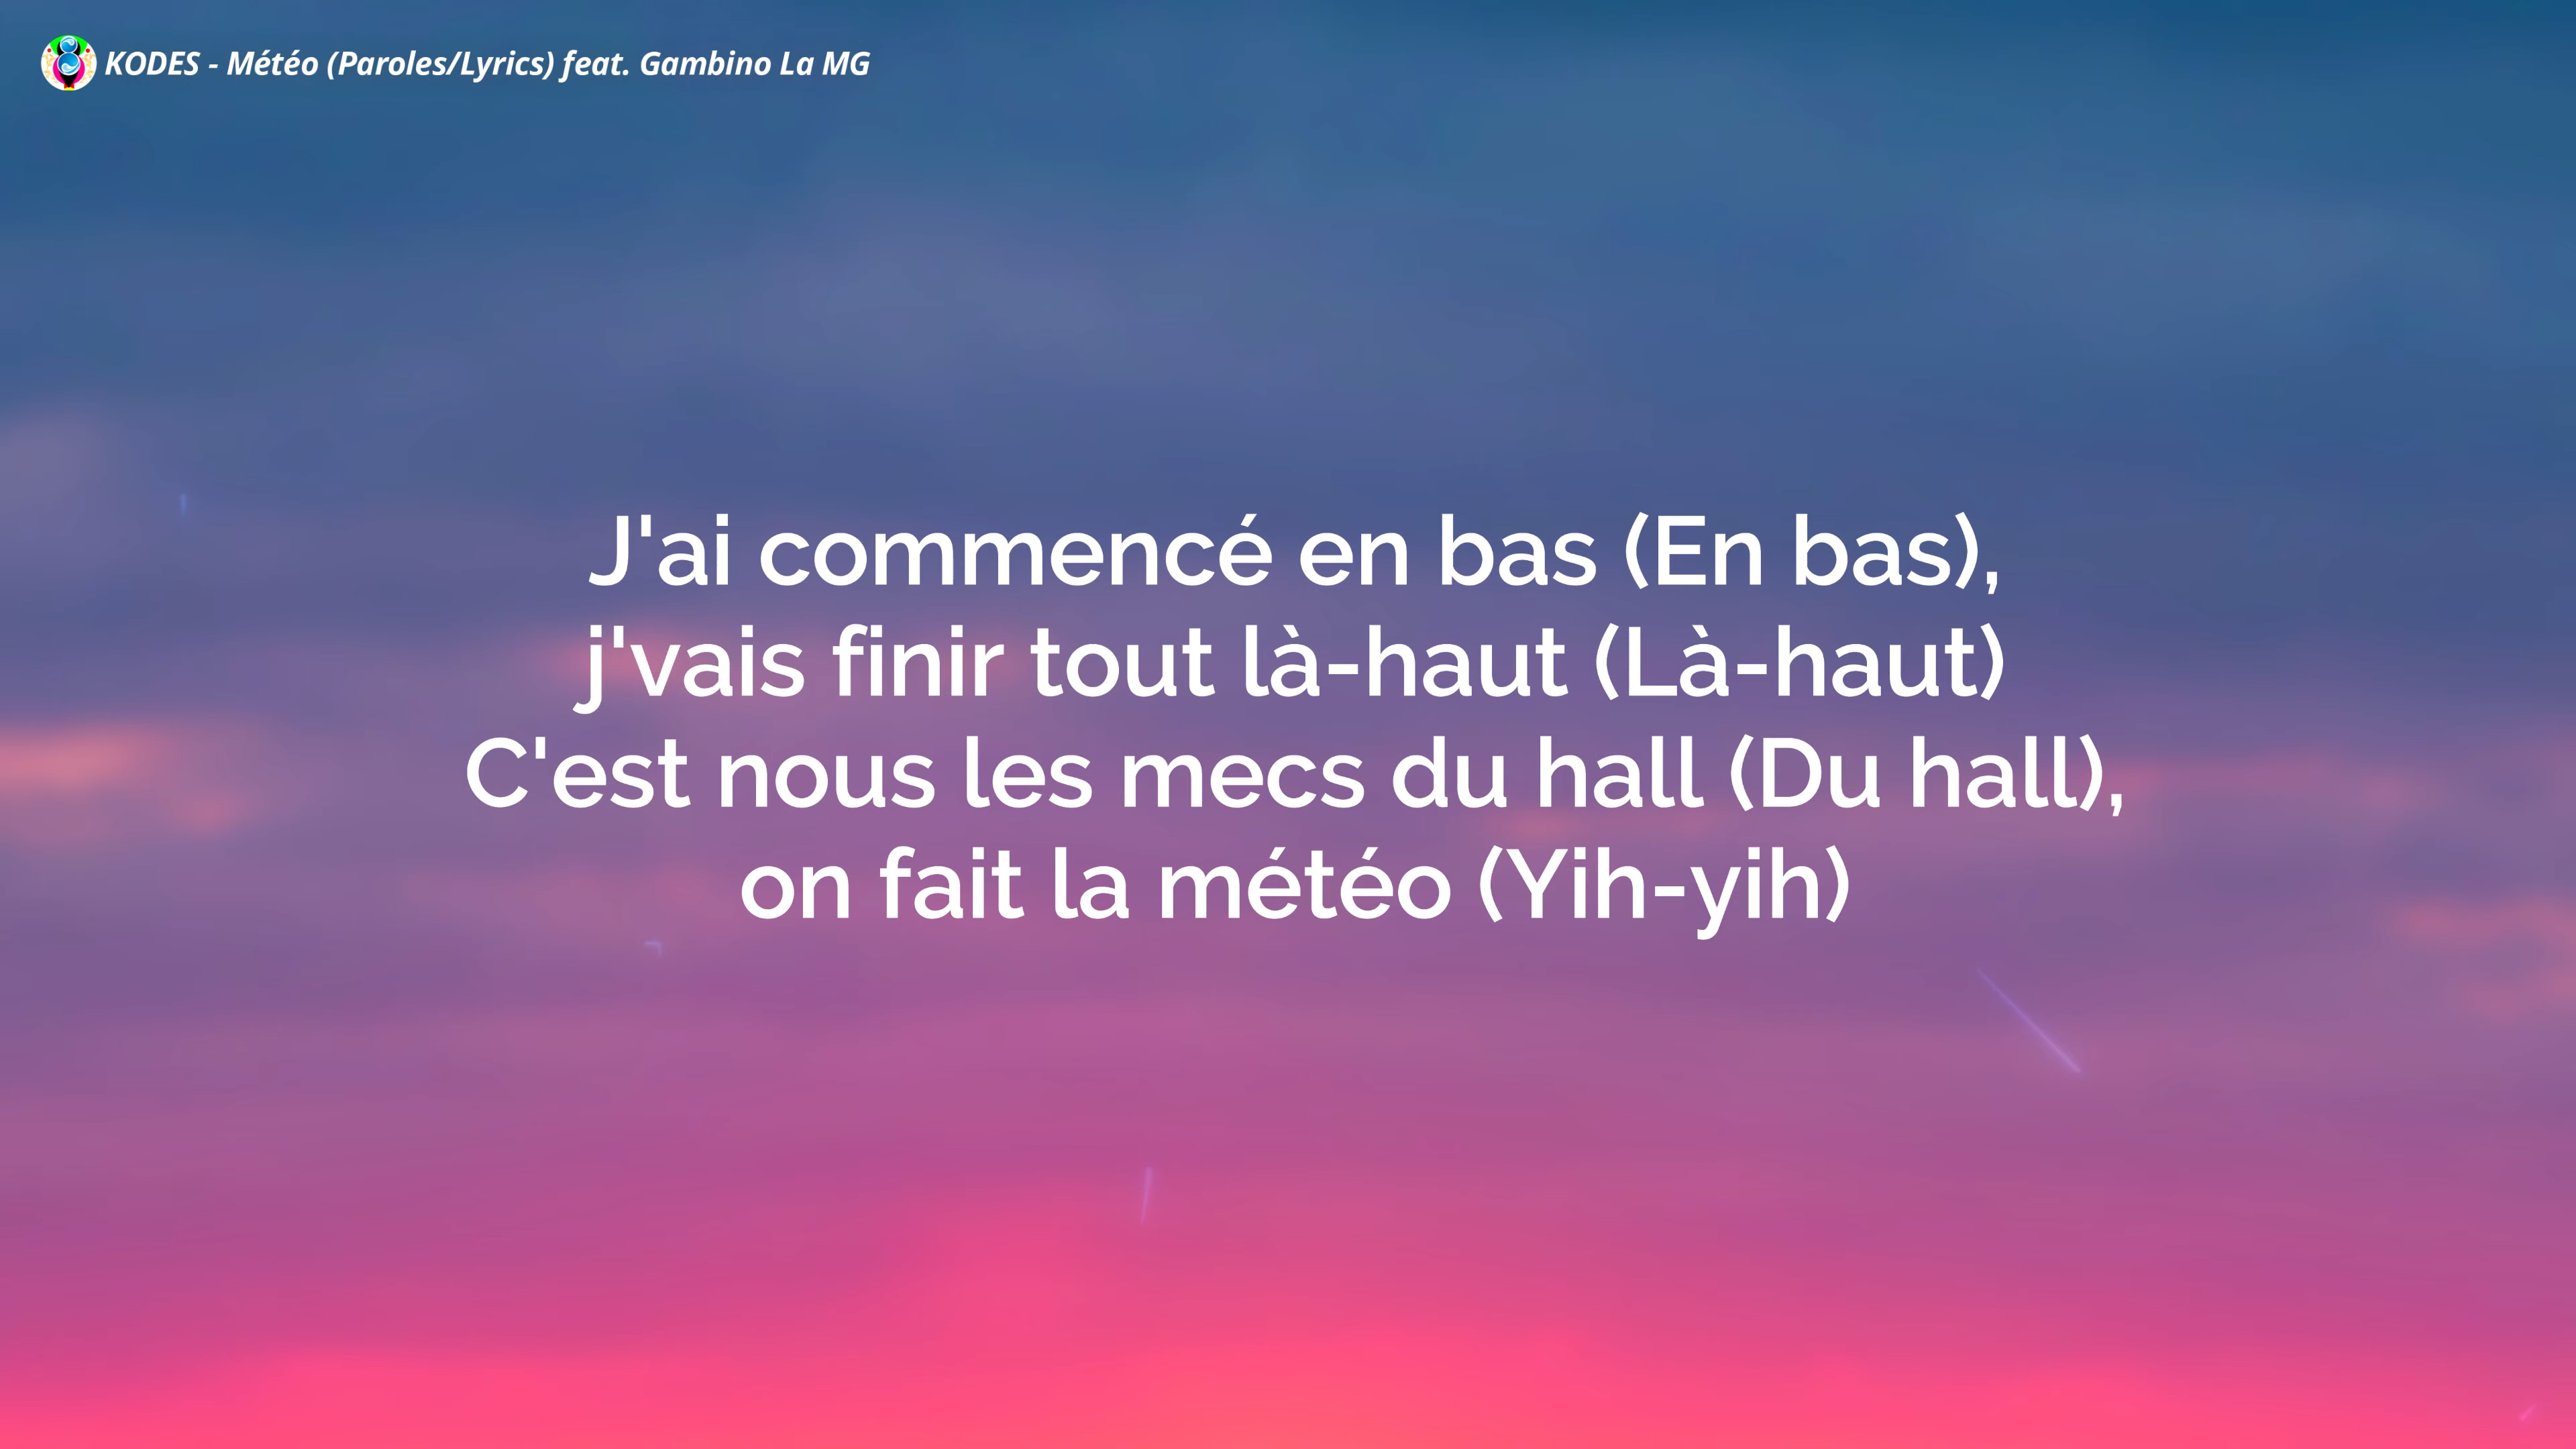 KODES - Météo (Paroles/Lyrics) feat. Gambino La MG
J'ai commencé en bas (En bas),
j'vais finir tout là-haut (Là-haut)
C'est nous les mecs du hall (Du hall),
on fait la météo (Yih-yih)